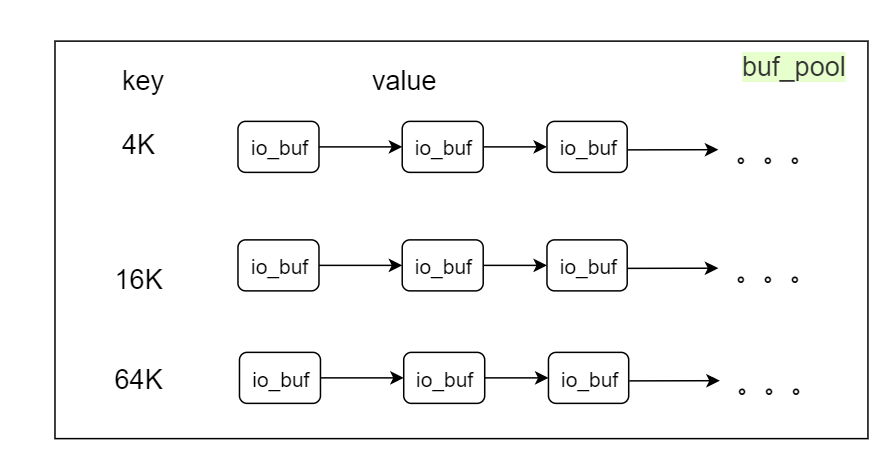 buf_pool
key value
4K io_buf io_buf io_buf 。。。
16K io_buf io_buf io_buf 。。。
64K io_buf io_buf io_buf 。。。